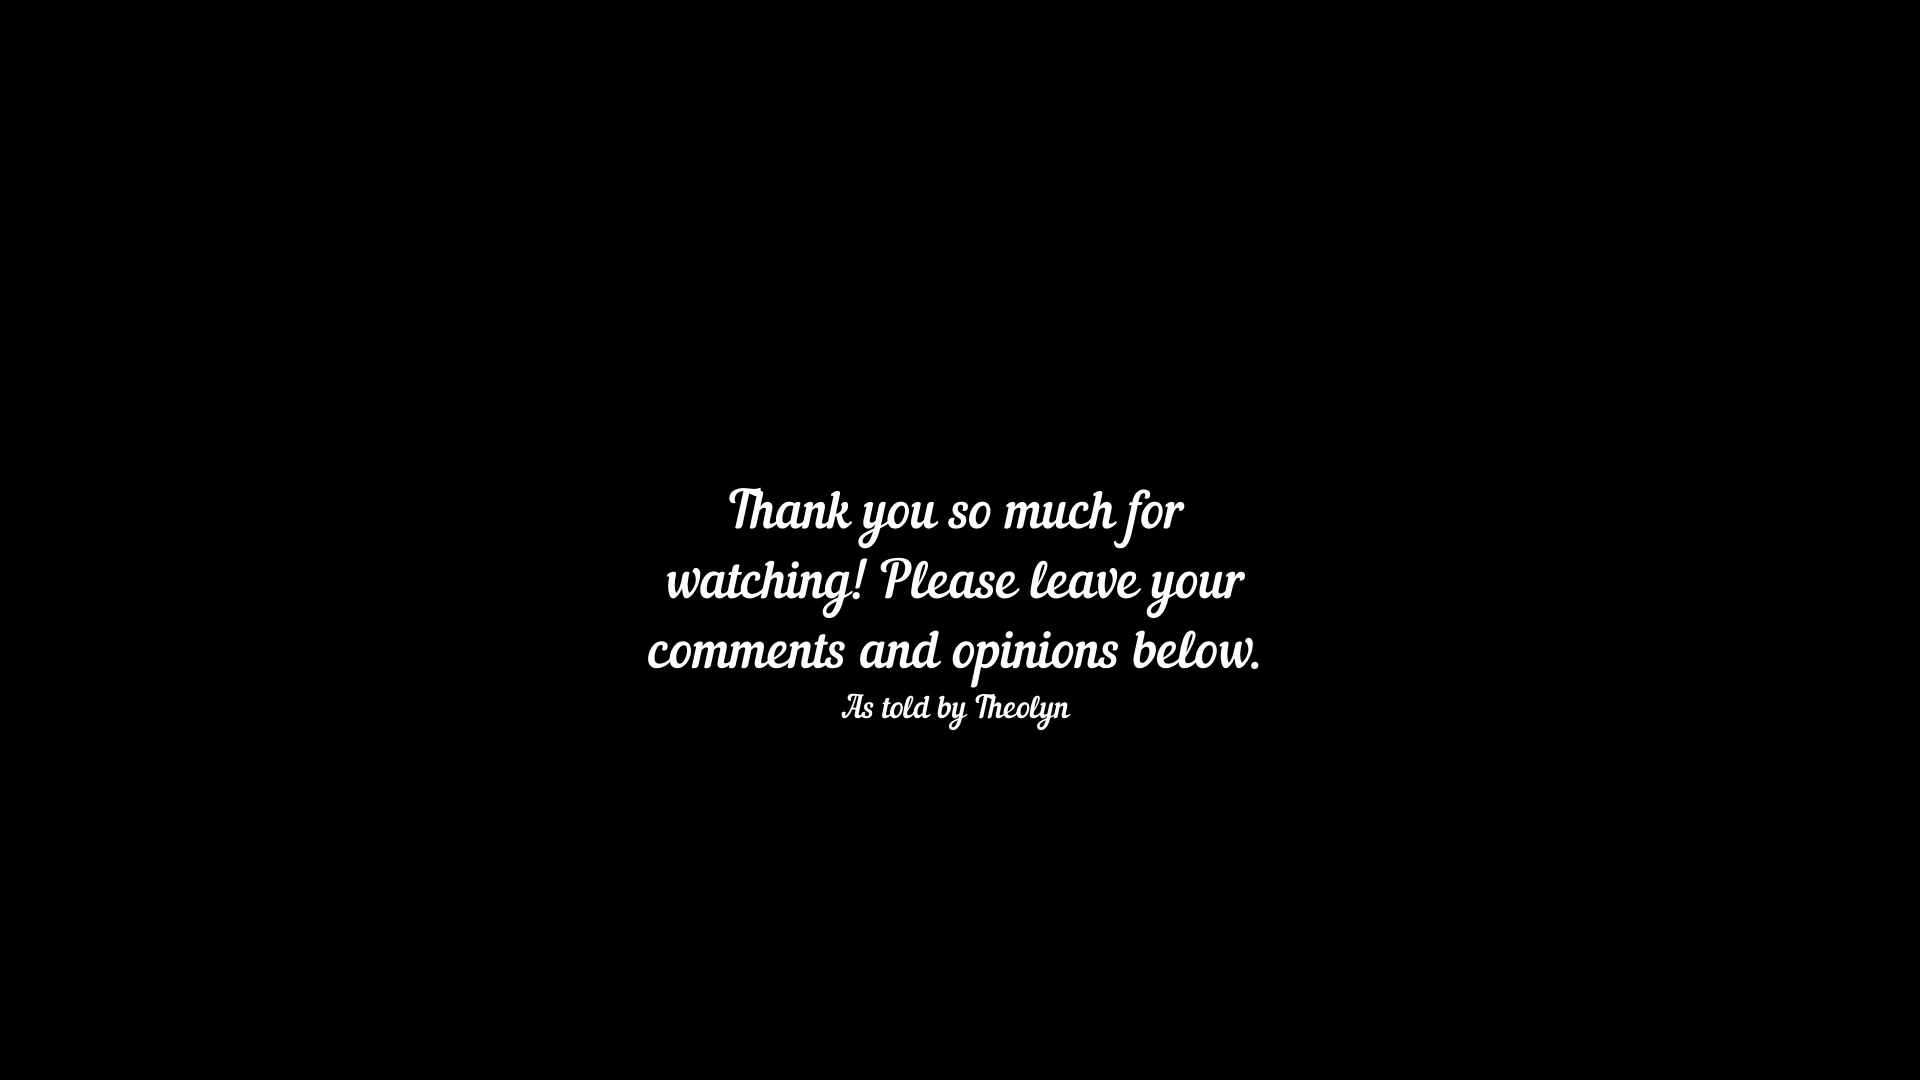 Thank you so much for
watching! Please leave your
comments and opinions below.
As told by Theolyn